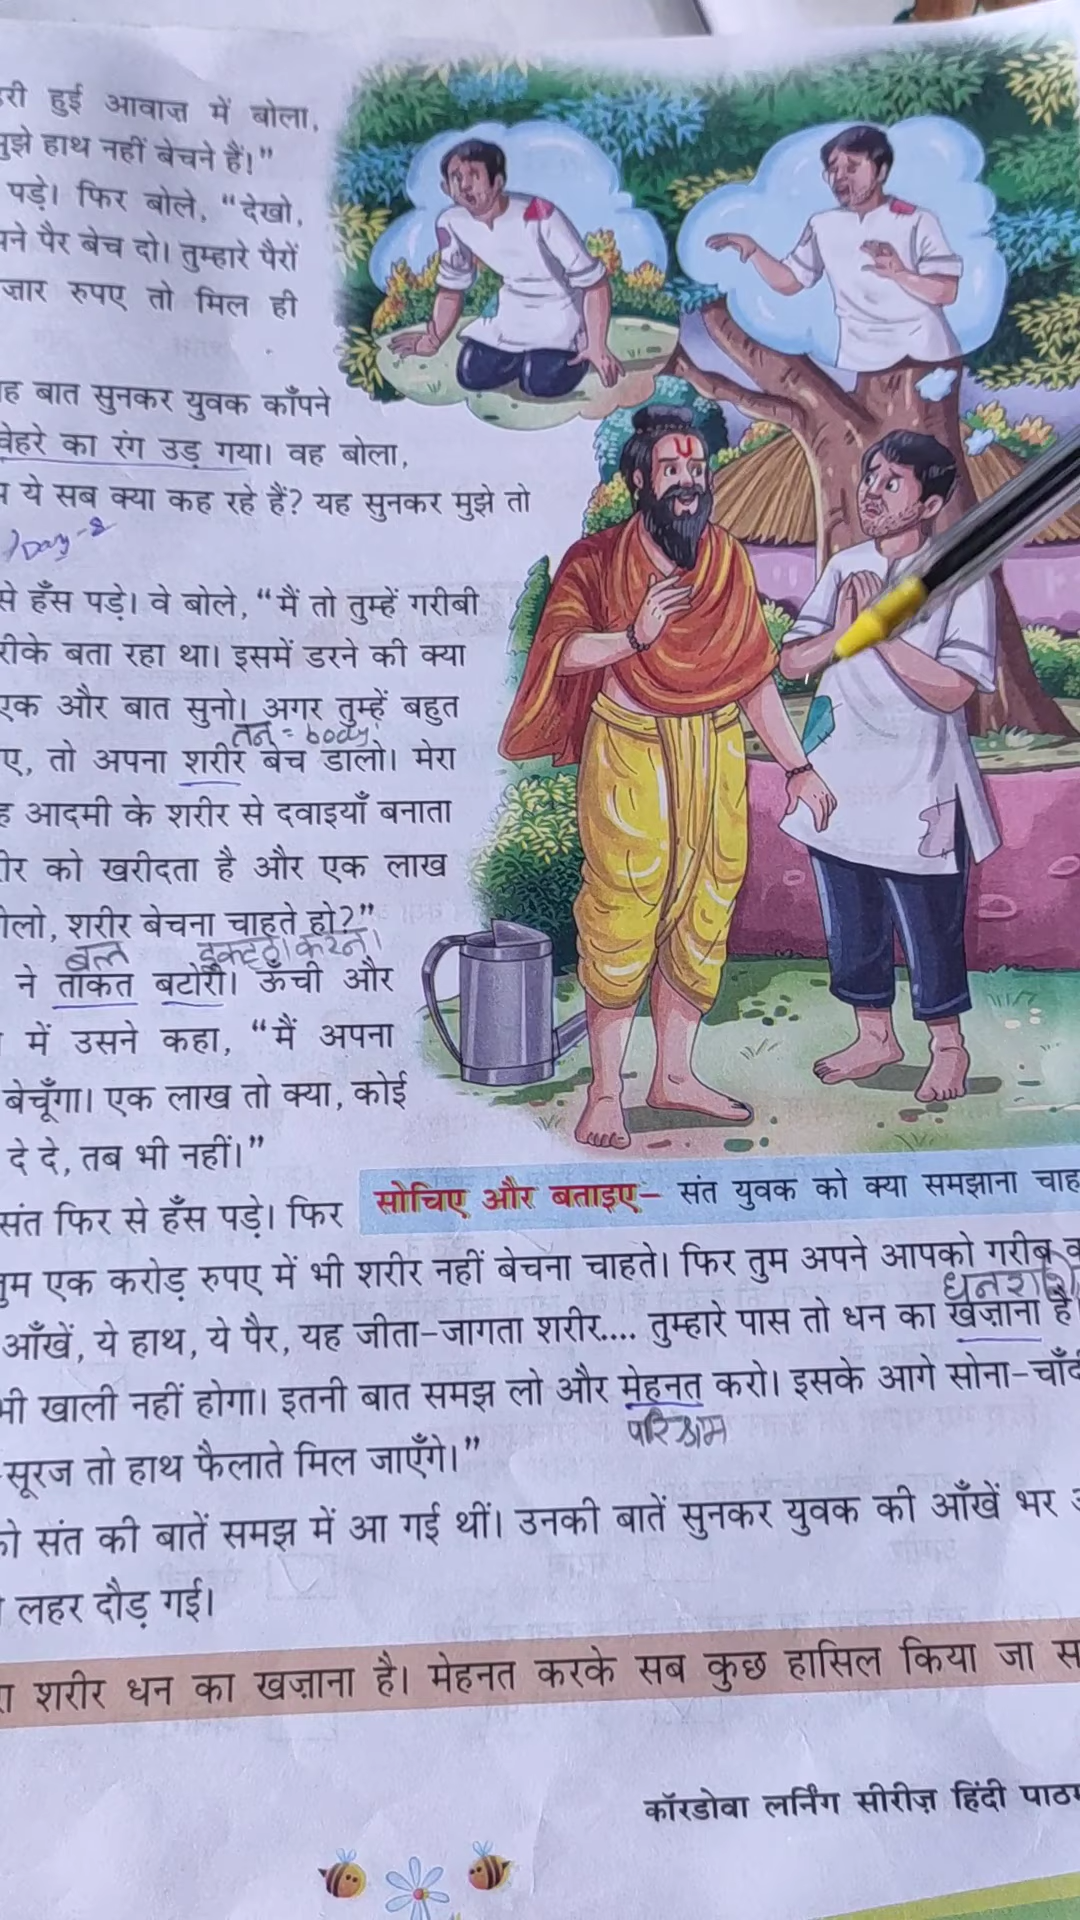 हुई आवाज़ में बोला,
हाथ नहीं बेचने हैं।”
पड़े। फिर बोले, “देखो,
पैर बेच दो। तुम्हारे पैरों
रुपए तो मिल ही
बात सुनकर युवक काँपने
चेहरे का रंग उड़ गया। वह बोला,
ये सब क्या कह रहे हैं? यह सुनकर मुझे तो
Day-2
से हँस पड़े। वे बोले, “मैं तो तुम्हें गरीबी
बता रहा था। इसमें डरने की क्या
एक और बात सुनो। अगर तुम्हें बहुत
तन = body
तो अपना शरीर बेच डालो। मेरा
आदमी के शरीर से दवाइयाँ बनाता
को खरीदता है और एक लाख
शरीर बेचना चाहते हो?”
बल इकट्ठा करना
ने ताकत बटोरी। ऊँची और
में उसने कहा, “मैं अपना
बेचूँगा। एक लाख तो क्या, कोई
दे दे, तब भी नहीं।”
संत फिर से हँस पड़े। फिर
सोचिए और बताइए– संत युवक को क्या समझाना
तुम एक करोड़ रुपए में भी शरीर नहीं बेचना चाहते। फिर तुम अपने आपको गरीब
धनराशि
आँखें, ये हाथ, ये पैर, यह जीता-जागता शरीर.... तुम्हारे पास तो धन का खज़ाना है।
भी खाली नहीं होगा। इतनी बात समझ लो और मेहनत करो। इसके आगे सोना-चाँदी
परिश्रम
सूरज तो हाथ फैलाते मिल जाएँगे।”
संत की बातें समझ में आ गई थीं। उनकी बातें सुनकर युवक की आँखें भर
लहर दौड़ गई।
शरीर धन का खज़ाना है। मेहनत करके सब कुछ हासिल किया जा
कॉरडोवा लर्निंग सीरीज़ हिंदी